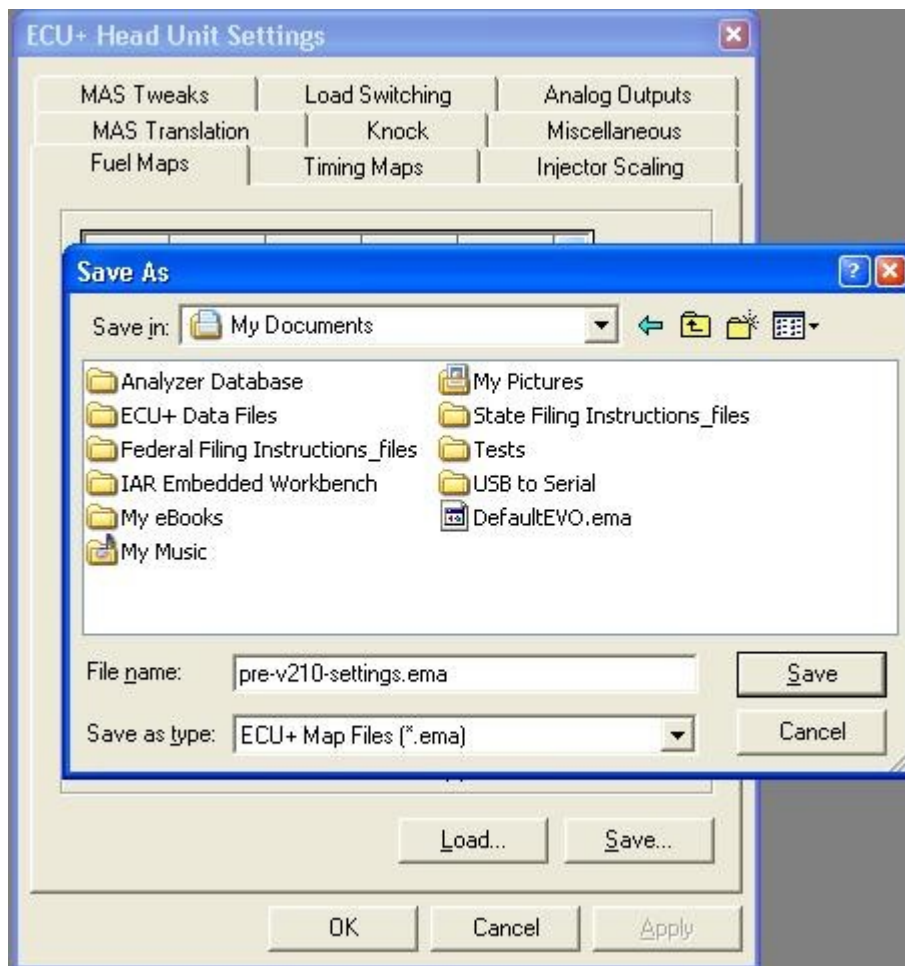 ECU+ Head Unit Settings
MAS Tweaks Load Switching Analog Outputs
MAS Translation Knock Miscellaneous
Fuel Maps Timing Maps Injector Scaling
Save As
Save in: My Documents
Analyzer Database My Pictures
ECU+ Data Files State Filing Instructions_files
Federal Filing Instructions_files Tests
IAR Embedded Workbench USB to Serial
My eBooks DefaultEVO.ema
My Music
File name: pre-v210-settings.ema Save
Save as type: ECU+ Map Files (*.ema) Cancel
Load... Save...
OK Cancel Apply